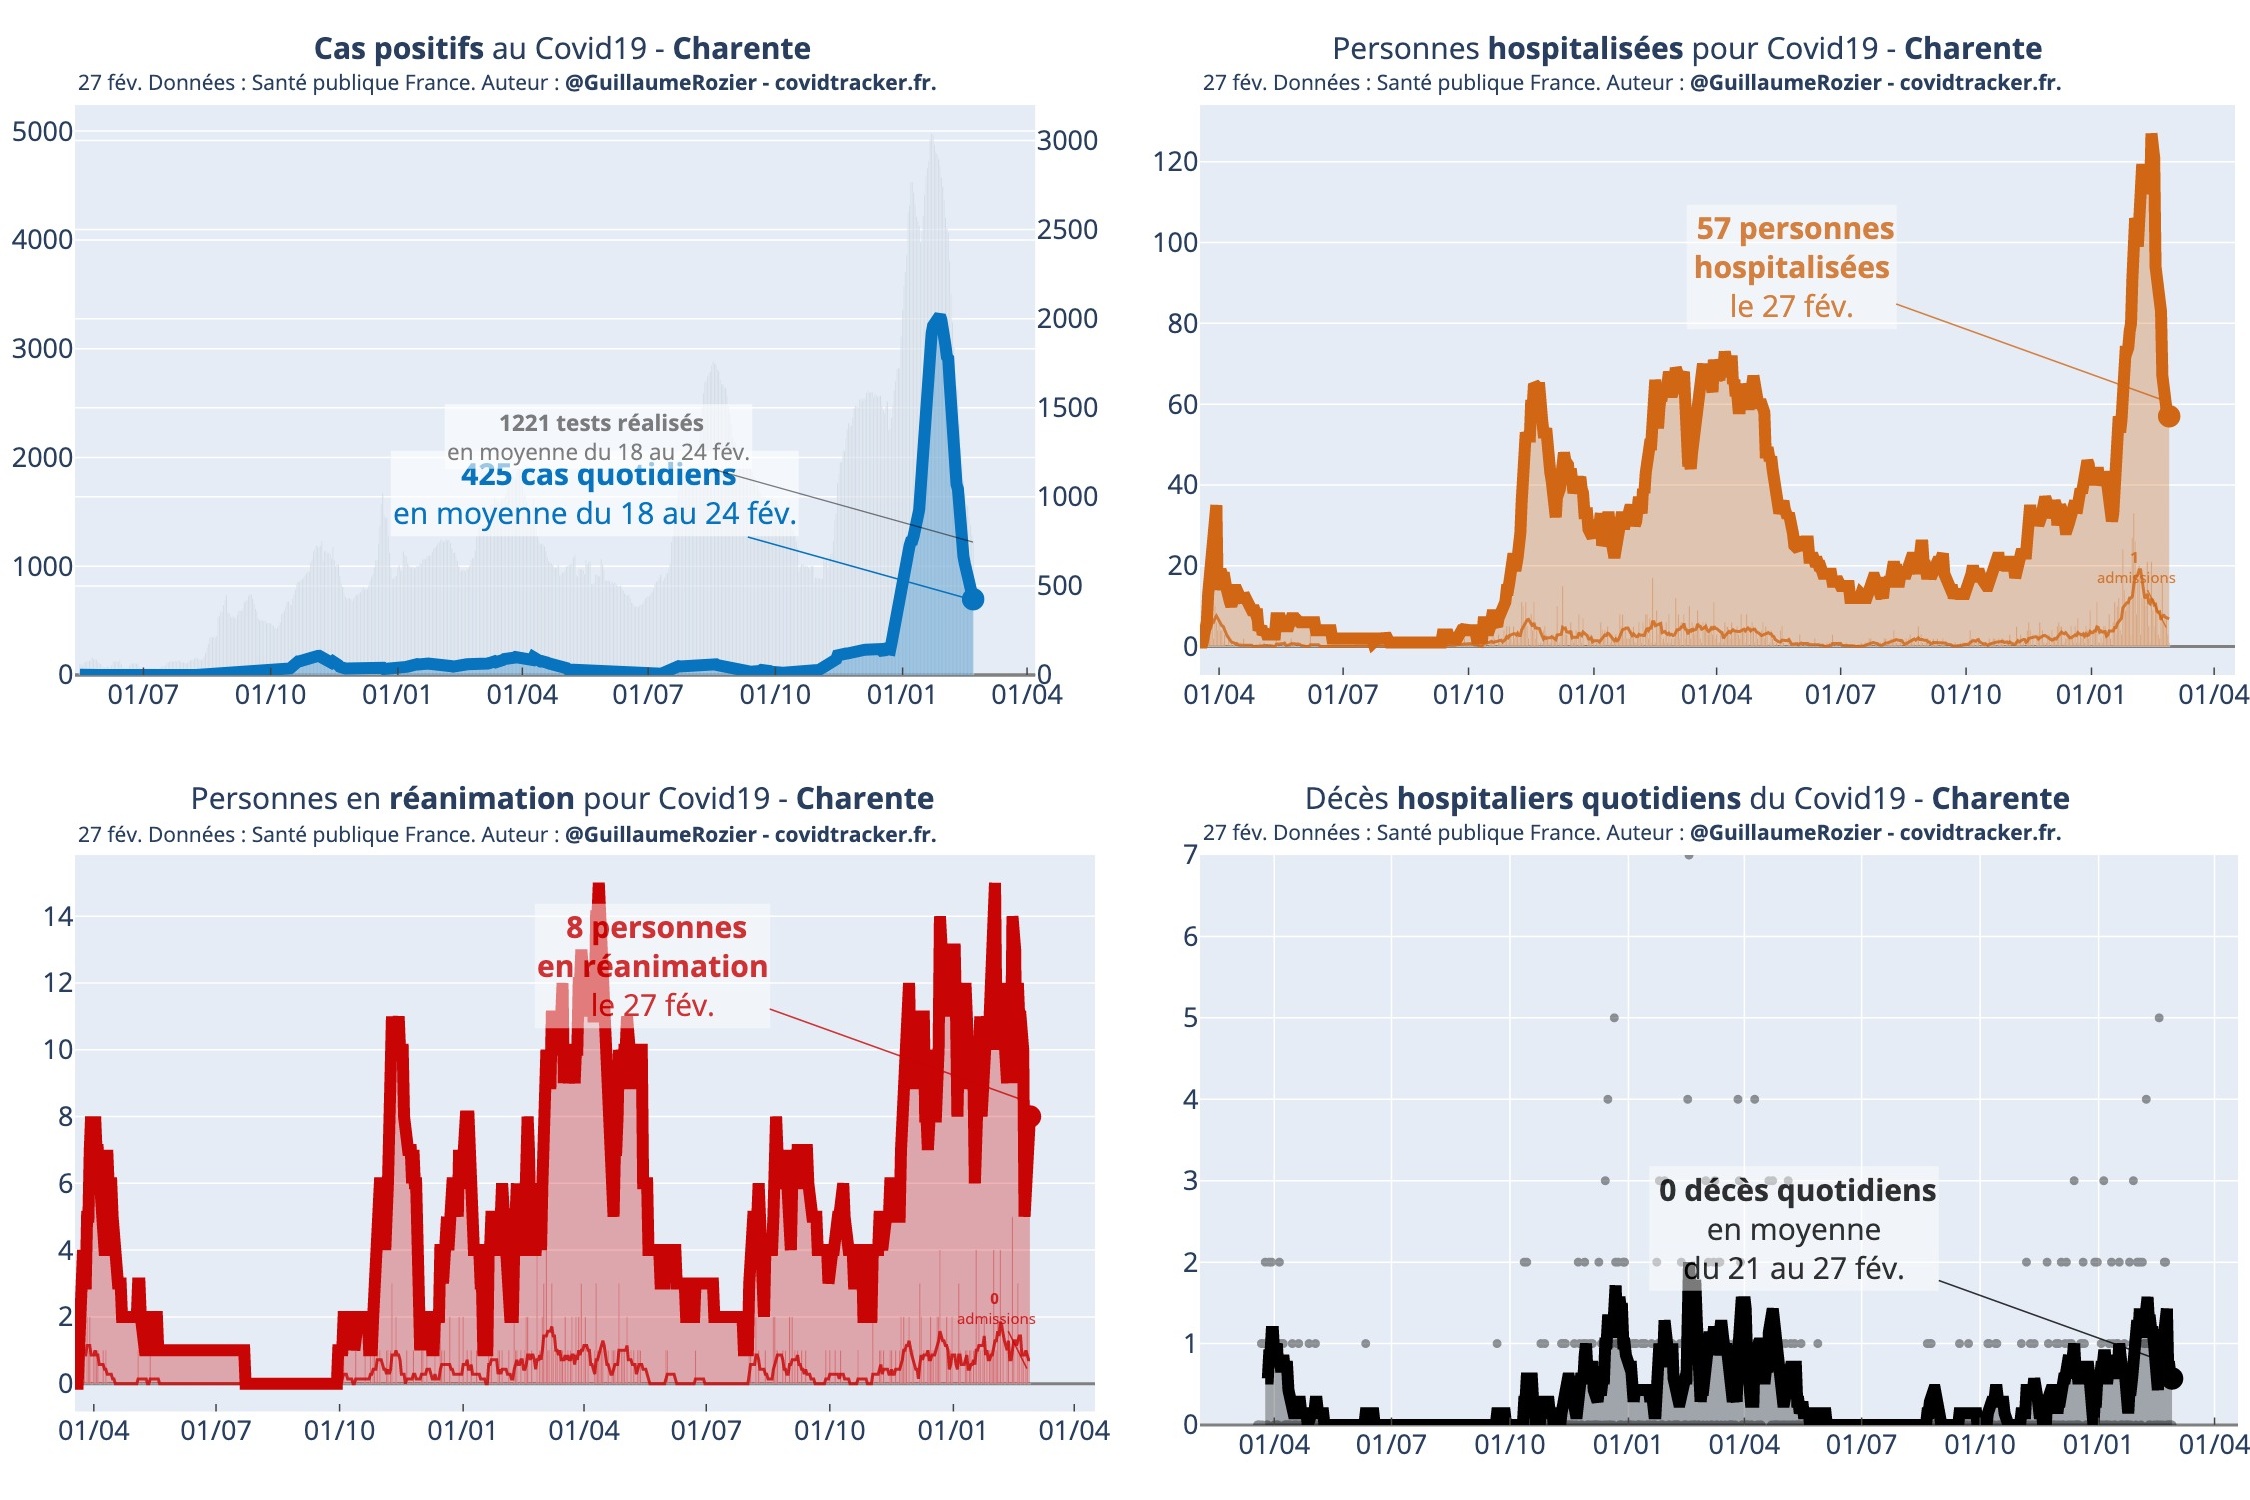 Cas positifs au Covid19 - Charente
27 fév. Données : Santé publique France. Auteur : @GuillaumeRozier - covidtracker.fr.
5000
4000
3000
2000
1000
0
3000
2500
2000
1500
1000
500
0
1221 tests réalisés
en moyenne du 18 au 24 fév.
425 cas quotidiens
en moyenne du 18 au 24 fév.
01/07 01/10 01/01 01/04 01/07 01/10 01/01 01/04
Personnes hospitalisées pour Covid19 - Charente
27 fév. Données : Santé publique France. Auteur : @GuillaumeRozier - covidtracker.fr.
120
100
80
60
40
20
0
57 personnes
hospitalisées
le 27 fév.
1
admissions
01/04 01/07 01/10 01/01 01/04 01/07 01/10 01/01 01/04
Personnes en réanimation pour Covid19 - Charente
27 fév. Données : Santé publique France. Auteur : @GuillaumeRozier - covidtracker.fr.
14
12
10
8
6
4
2
0
8 personnes
en réanimation
le 27 fév.
0
admissions
01/04 01/07 01/10 01/01 01/04 01/07 01/10 01/01 01/04
Décès hospitaliers quotidiens du Covid19 - Charente
27 fév. Données : Santé publique France. Auteur : @GuillaumeRozier - covidtracker.fr.
7
6
5
4
3
2
1
0
0 décès quotidiens
en moyenne
du 21 au 27 fév.
01/04 01/07 01/10 01/01 01/04 01/07 01/10 01/01 01/04